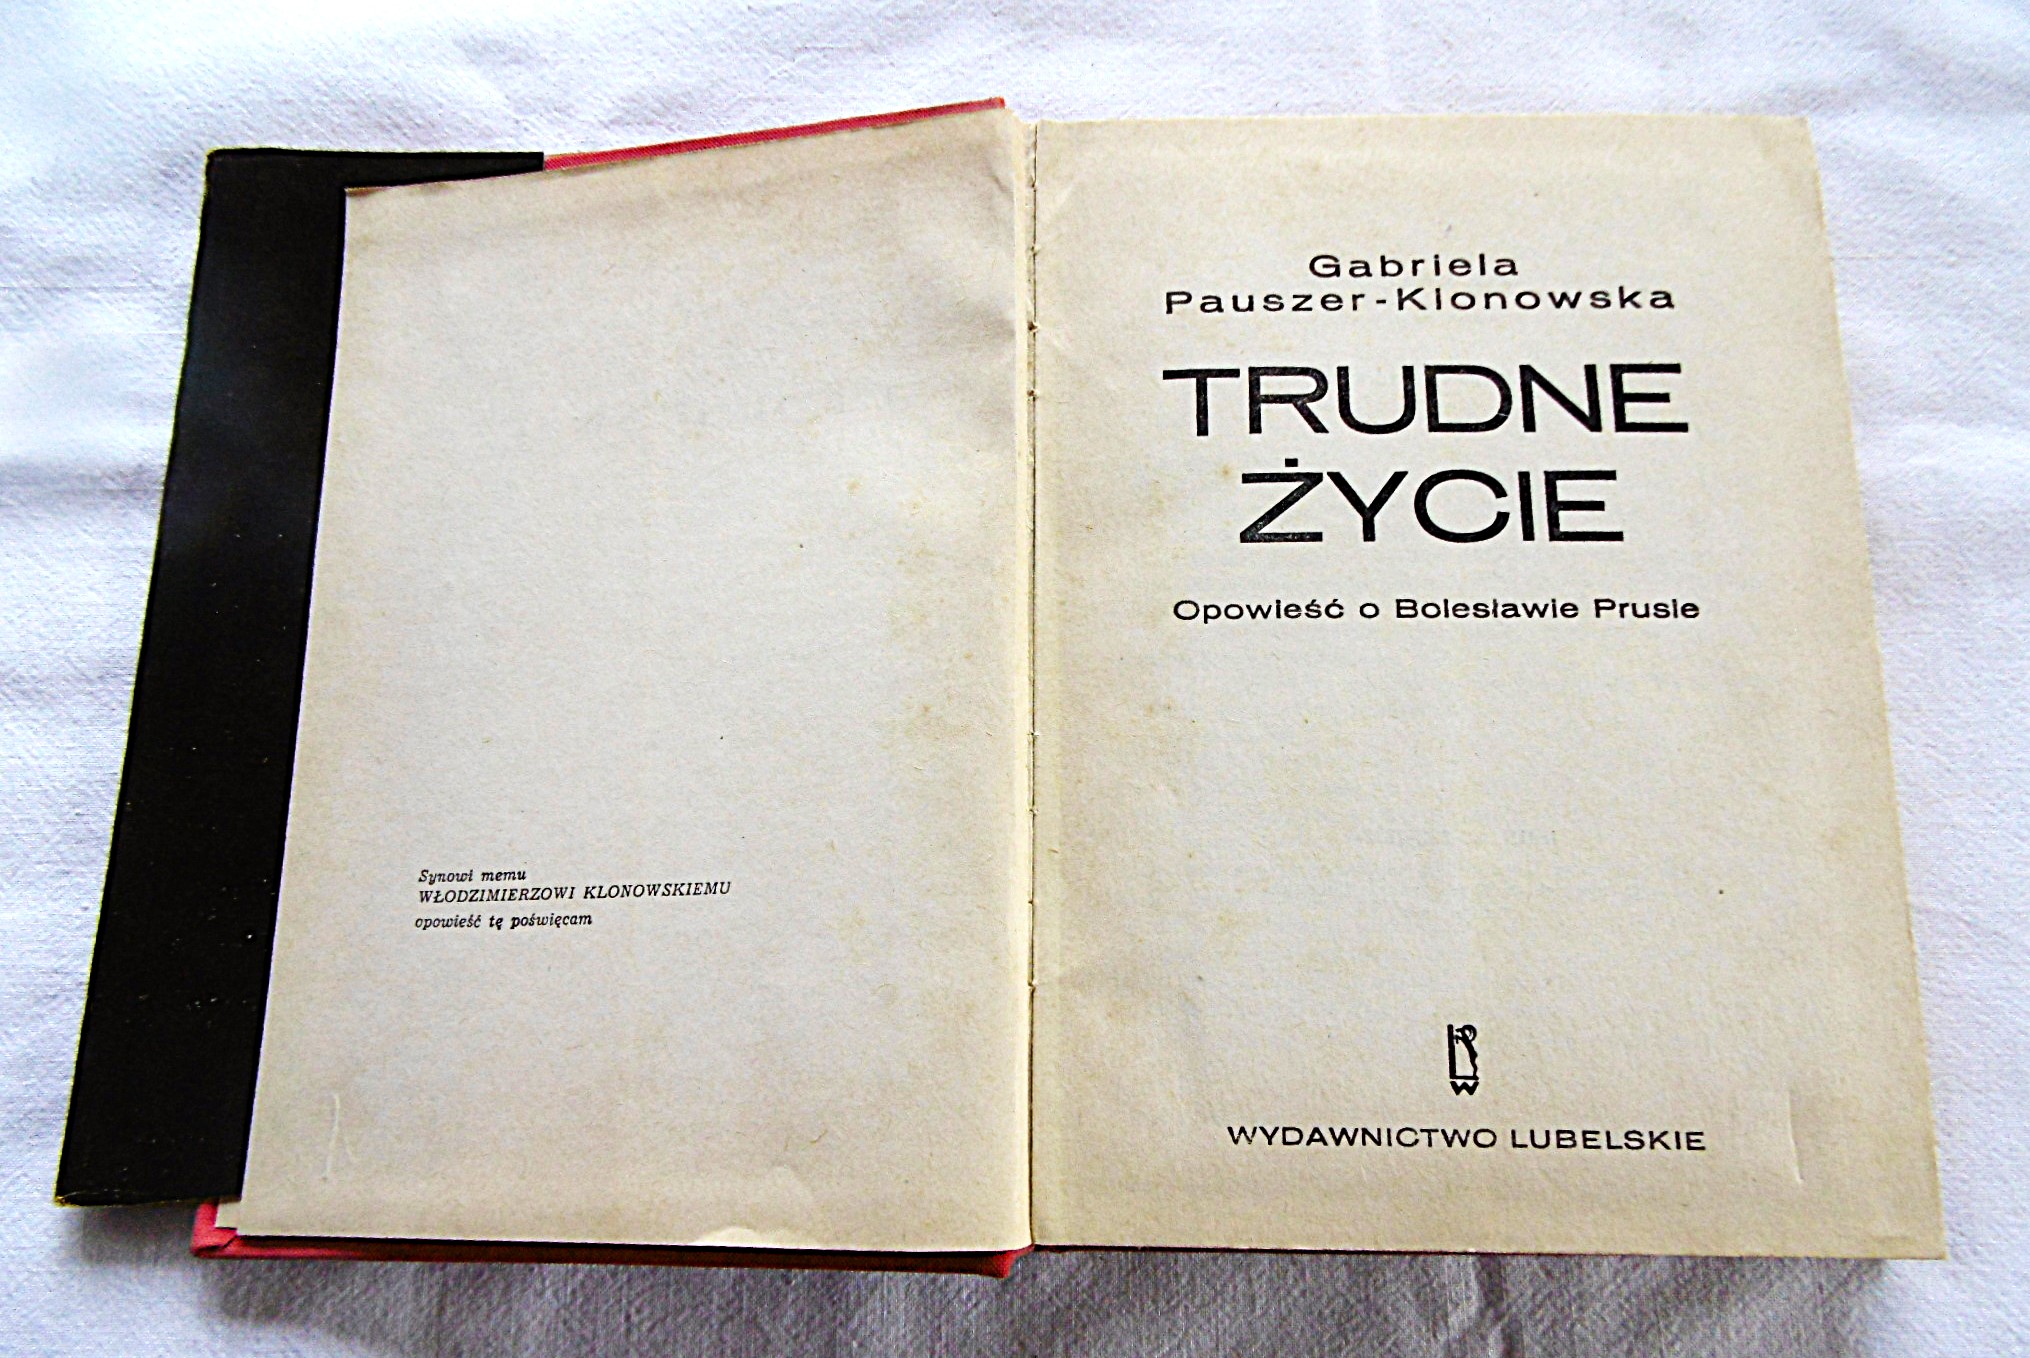 Synowi memu
WŁODZIMIERZOWI KLONOWSKIEMU
opowieść tę poświęcam
Gabriela
Pauszer-Klonowska
TRUDNE
ŻYCIE
Opowieść o Bolesławie Prusie
WYDAWNICTWO LUBELSKIE